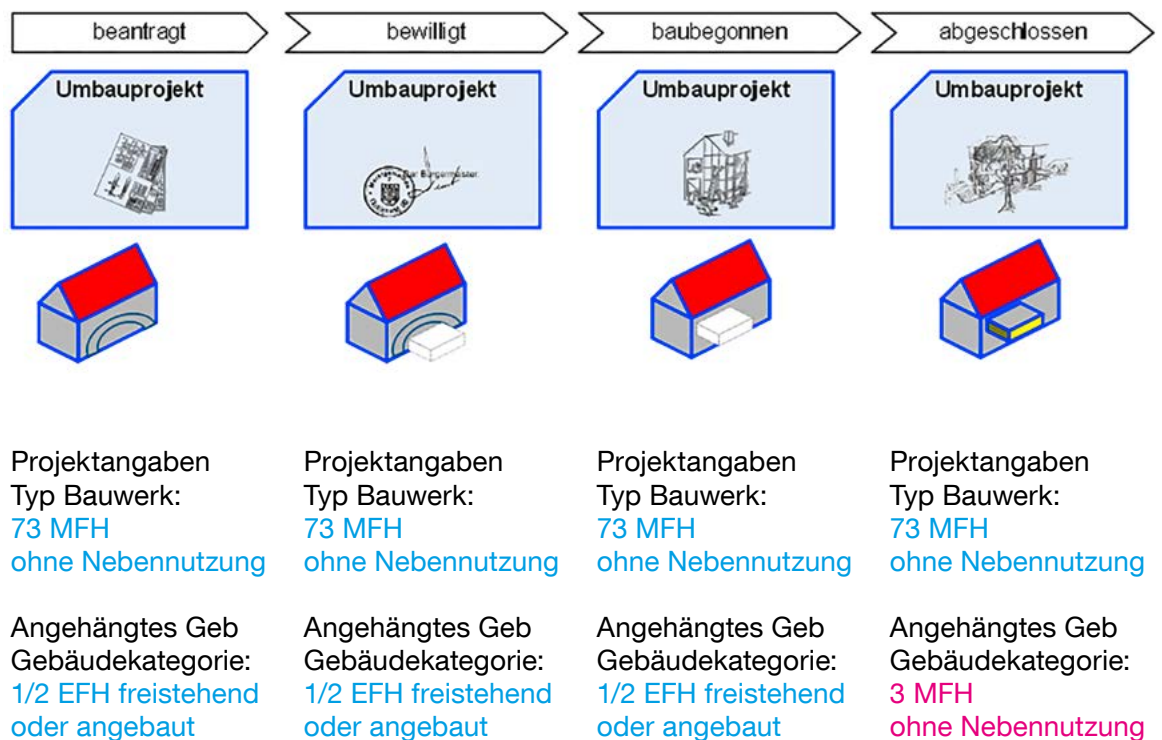 beantragt
bewilligt
baubegonnen
abgeschlossen
Umbauprojekt
Umbauprojekt
Umbauprojekt
Umbauprojekt
Der Bürgermeister:
Projektangaben
Typ Bauwerk:
73 MFH
ohne Nebennutzung
Angehängtes Geb
Gebäudekategorie:
1/2 EFH freistehend
oder angebaut
Projektangaben
Typ Bauwerk:
73 MFH
ohne Nebennutzung
Angehängtes Geb
Gebäudekategorie:
1/2 EFH freistehend
oder angebaut
Projektangaben
Typ Bauwerk:
73 MFH
ohne Nebennutzung
Angehängtes Geb
Gebäudekategorie:
1/2 EFH freistehend
oder angebaut
Projektangaben
Typ Bauwerk:
73 MFH
ohne Nebennutzung
Angehängtes Geb
Gebäudekategorie:
3 MFH
ohne Nebennutzung